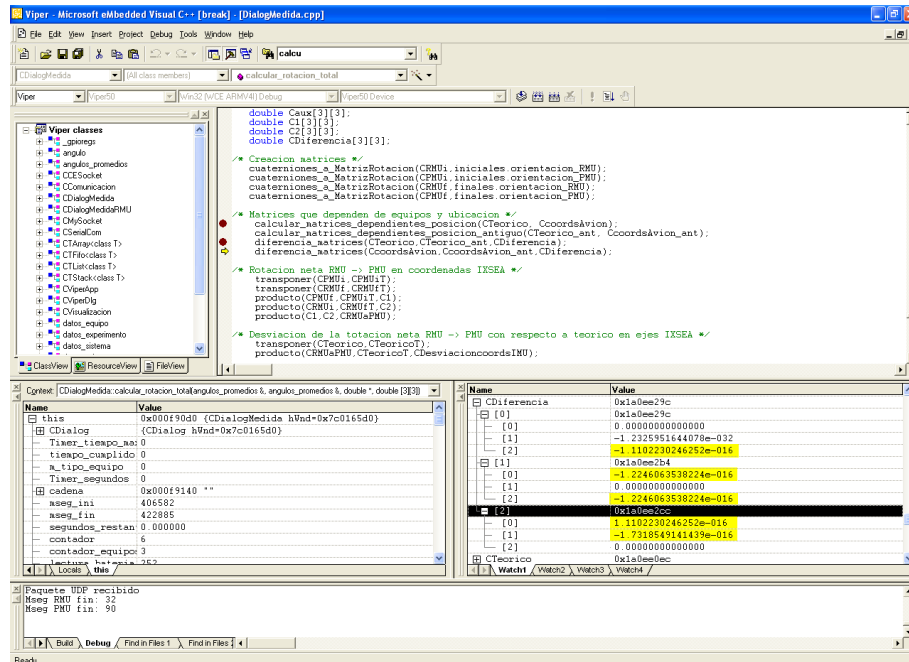 Viper - Microsoft eMbedded Visual C++ [break] - [DialogMedida.cpp]
File Edit View Insert Project Debug Tools Window Help
calcu
CDialogMedida (All class members) calcular_rotacion_total
Viper Viper50 Win32 (WCE ARMV4I) Debug Viper50 Device
Viper classes
_gpioregs
angulo
angulos_promedios
CCESocket
CComunicacion
CDialogMedida
CDialogMedidaRMU
CMySocket
CSerialCom
CTArray<class T>
CTFifo<class T>
CTList<class T>
CTStack<class T>
CViperApp
CViperDlg
CVisualizacion
datos_equipo
datos_experimento
datos_sistema
ClassView ResourceView FileView
double Caux[3][3];
double C1[3][3];
double C2[3][3];
double CDiferencia[3][3];
/* Creacion matrices */
cuaterniones_a_MatrizRotacion(CRMUi,iniciales.orientacion_RMU);
cuaterniones_a_MatrizRotacion(CPMUi,iniciales.orientacion_PMU);
cuaterniones_a_MatrizRotacion(CRMUf,finales.orientacion_RMU);
cuaterniones_a_MatrizRotacion(CPMUf,finales.orientacion_PMU);
/* Matrices que dependen de equipos y ubicacion */
calcular_matrices_dependientes_posicion(CTeorico, CcoordsAvion);
calcular_matrices_dependientes_posicion_antiguo(CTeorico_ant, CcoordsAvion_ant);
diferencia_matrices(CTeorico,CTeorico_ant,CDiferencia);
diferencia_matrices(CcoordsAvion,CcoordsAvion_ant,CDiferencia);
/* Rotacion neta RMU -> PMU en coordenadas IXSEA */
transponer(CPMUi,CPMUiT);
transponer(CRMUf,CRMUfT);
producto(CPMUf,CPMUiT,C1);
producto(CRMUi,CRMUfT,C2);
producto(C1,C2,CRMUaPMU);
/* Desviacion de la totacion neta RMU -> PMU con respecto a teorico en ejes IXSEA */
transponer(CTeorico,CTeoricoT);
producto(CRMUaPMU,CTeoricoT,CDesviacioncoordsIMU);
Context: CDialogMedida::calcular_rotacion_total(angulos_promedios &, angulos_promedios &, double *, double [3][3])
Name Value
this 0x000f90d0 {CDialogMedida hWnd=0x7c0165d0}
CDialog {CDialog hWnd=0x7c0165d0}
Timer_tiempo_ma: 0
tiempo_cumplido 0
m_tipo_equipo 0
Timer_segundos 0
cadena 0x000f9140 ""
mseg_ini 406582
mseg_fin 422885
segundos_restan 0.000000
contador 6
contador_equipo: 3
lectura_bateria 252
Locals this
Name Value
CDiferencia 0x1a0ee29c
[0] 0x1a0ee29c
[0] 0.00000000000000
[1] -1.2325951644078e-032
[2] -1.1102230246252e-016
[1] 0x1a0ee2b4
[0] -1.2246063538224e-016
[1] 0.00000000000000
[2] -1.2246063538224e-016
[2] 0x1a0ee2cc
[0] 1.1102230246252e-016
[1] -1.7318549141439e-016
[2] 0.00000000000000
CTeorico 0x1a0ee0ec
Watch1 Watch2 Watch3 Watch4
Paquete UDP recibido
Mseg RMU fin: 32
Mseg PMU fin: 90
Build Debug Find in Files 1 Find in Files
Ready